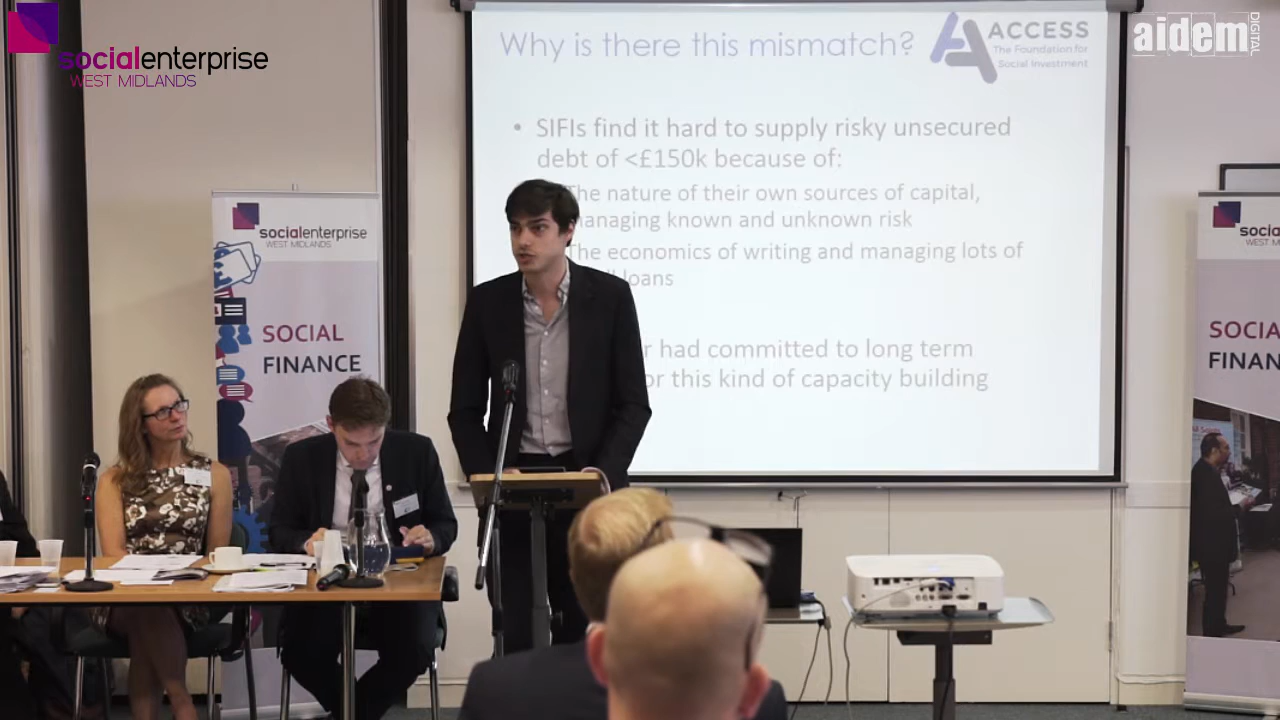 socialenterprise
WEST MIDLANDS
aidem
DIGITAL
Why is there this mismatch?
ACCESS
The Foundation for
Social Investment
• SIFIs find it hard to supply risky unsecured
debt of <£150k because of:
The nature of their own sources of capital,
managing known and unknown risk
The economics of writing and managing lots of
loans
had committed to long term
this kind of capacity building
socialenterprise
WEST MIDLANDS
SOCIAL
FINANCE
socia
WEST M
SOCIA
FINAN